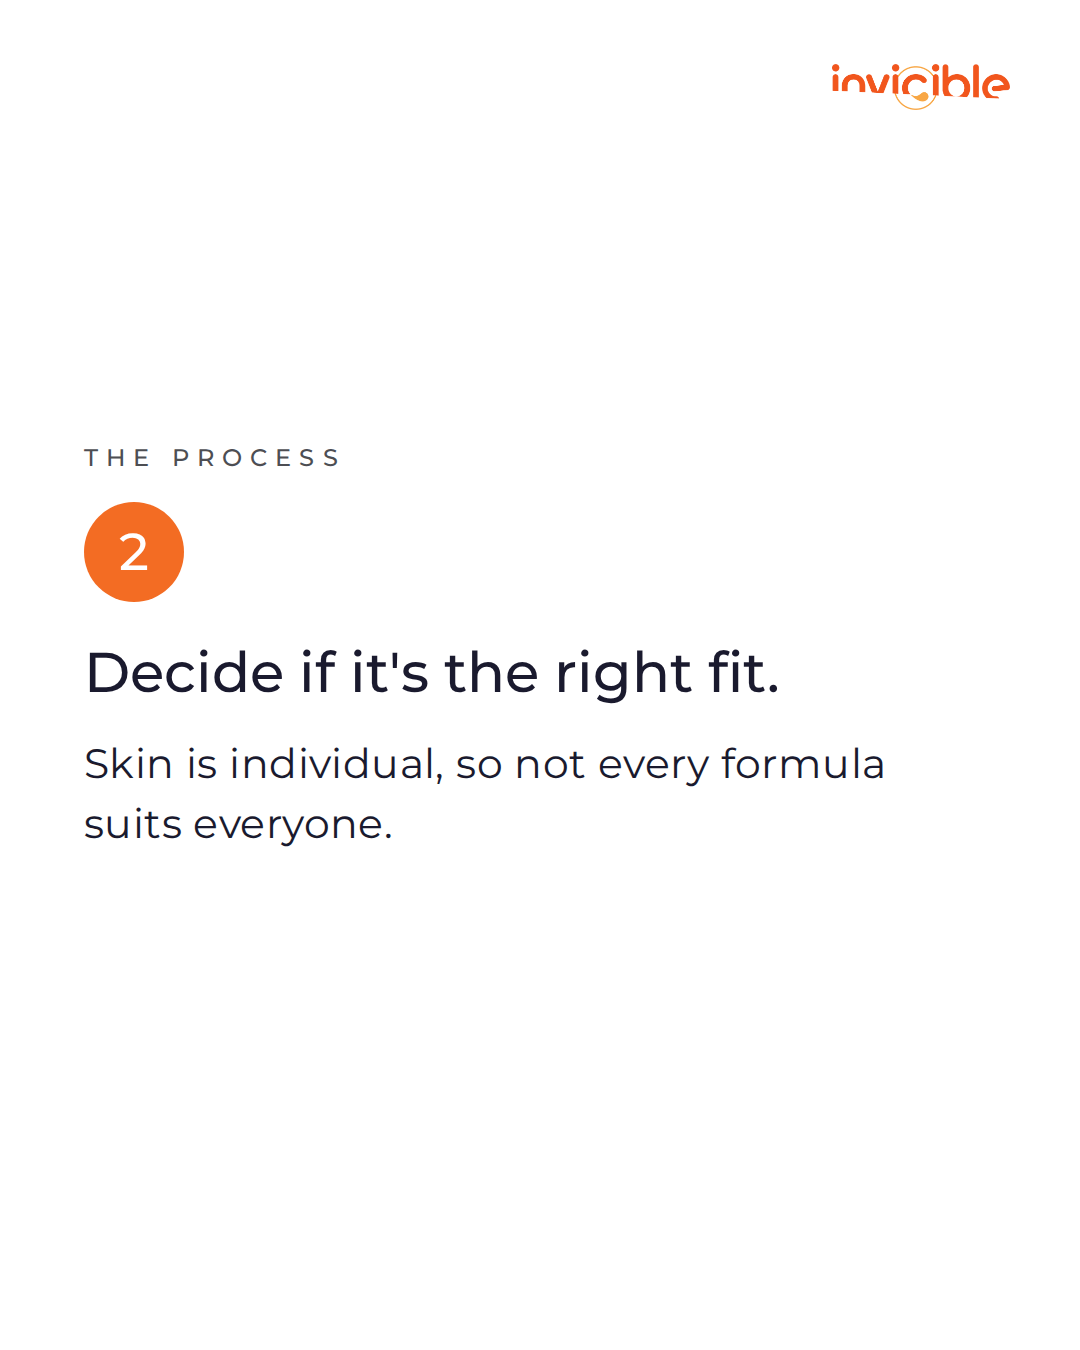 invicible
THE PROCESS
2
Decide if it's the right fit.
Skin is individual, so not every formula
suits everyone.